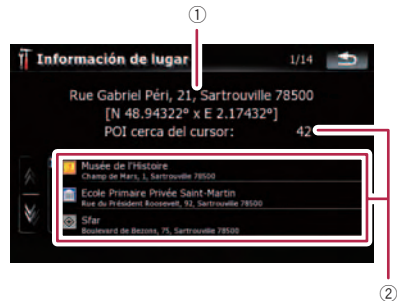 ①
Información de lugar 1/14
Rue Gabriel Péri, 21, Sartrouville 78500
[N 48.94322° x E 2.17432°]
POI cerca del cursor: 42
Musée de l'Histoire
Champ de Mars, 1, Sartrouville 78500
Ecole Primaire Privée Saint-Martin
Rue du Président Roosevelt, 92, Sartrouville 78500
Sfar
Boulevard de Bezons, 75, Sartrouville 78500
②